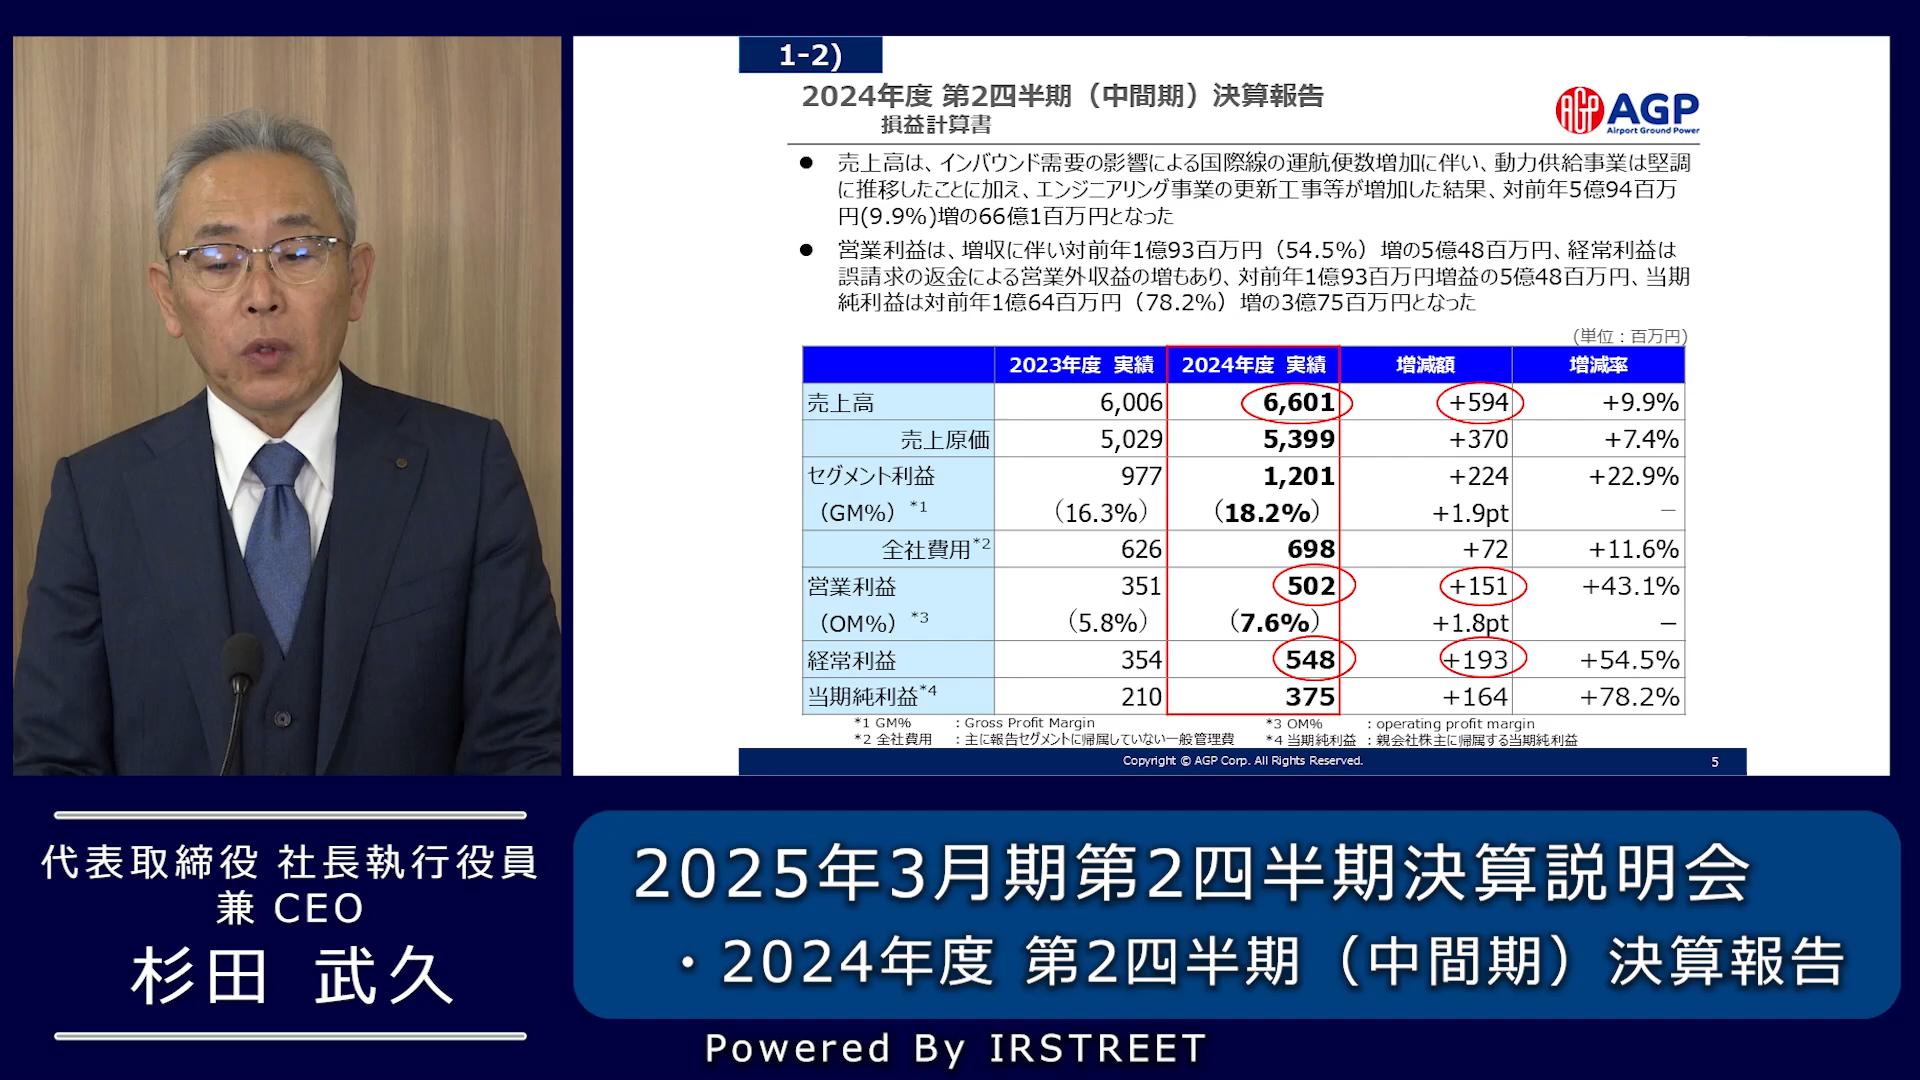 1-2)
2024年度 第2四半期（中間期）決算報告
損益計算書
AGP AGP
Airport Ground Power
● 売上高は、インバウンド需要の影響による国際線の運航便数増加に伴い、動力供給事業は堅調
に推移したことに加え、エンジニアリング事業の更新工事等が増加した結果、対前年5億94百万
円(9.9%)増の66億1百万円となった
● 営業利益は、増収に伴い対前年1億93百万円（54.5%）増の5億48百万円、経常利益は
誤請求の返金による営業外収益の増もあり、対前年1億93百万円増益の5億48百万円、当期
純利益は対前年1億64百万円（78.2%）増の3億75百万円となった
(単位：百万円)
2023年度 実績 2024年度 実績 増減額 増減率
売上高 6,006 6,601 +594 +9.9%
売上原価 5,029 5,399 +370 +7.4%
セグメント利益 977 1,201 +224 +22.9%
（GM%）*1 （16.3%） （18.2%） +1.9pt －
全社費用*2 626 698 +72 +11.6%
営業利益 351 502 +151 +43.1%
（OM%）*3 （5.8%） （7.6%） +1.8pt －
経常利益 354 548 +193 +54.5%
当期純利益*4 210 375 +164 +78.2%
*1 GM% : Gross Profit Margin *3 OM% : operating profit margin
*2 全社費用 : 主に報告セグメントに帰属していない一般管理費 *4 当期純利益 : 親会社株主に帰属する当期純利益
Copyright © AGP Corp. All Rights Reserved. 5
代表取締役 社長執行役員
兼 CEO
杉田 武久
2025年3月期第2四半期決算説明会
・2024年度 第2四半期（中間期）決算報告
Powered By IRSTREET